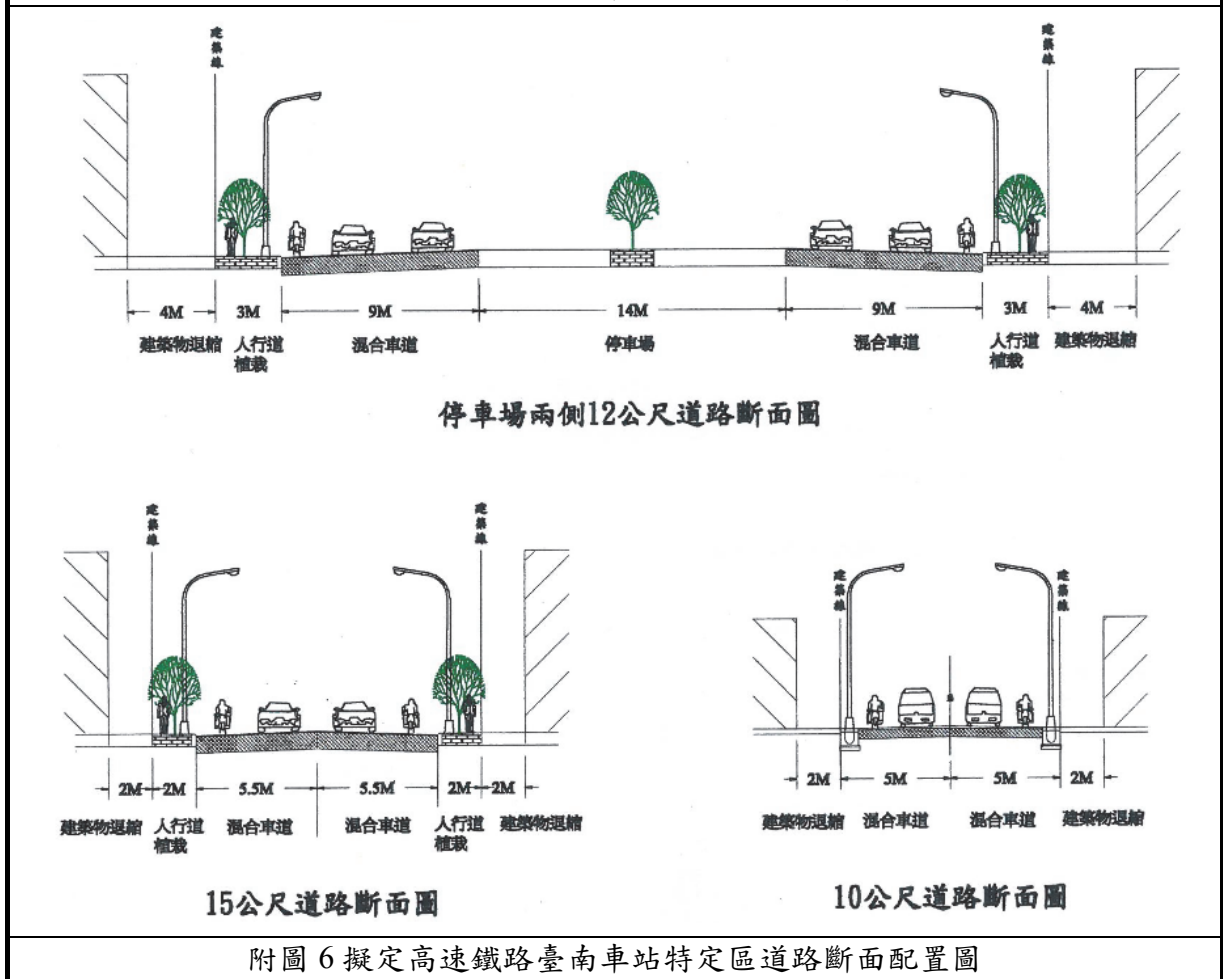 建築線
建築線
4M 3M 9M 14M 9M 3M 4M
建築物退縮 人行道植栽 混合車道 停車場 混合車道 人行道植栽 建築物退縮
停車場兩側12公尺道路斷面圖
建築線
建築線
2M 2M 5.5M 5.5M 2M 2M
建築物退縮 人行道植栽 混合車道 混合車道 人行道植栽 建築物退縮
15公尺道路斷面圖
建築線
建築線
2M 5M 5M 2M
建築物退縮 混合車道 混合車道 建築物退縮
10公尺道路斷面圖
附圖 6 擬定高速鐵路臺南車站特定區道路斷面配置圖